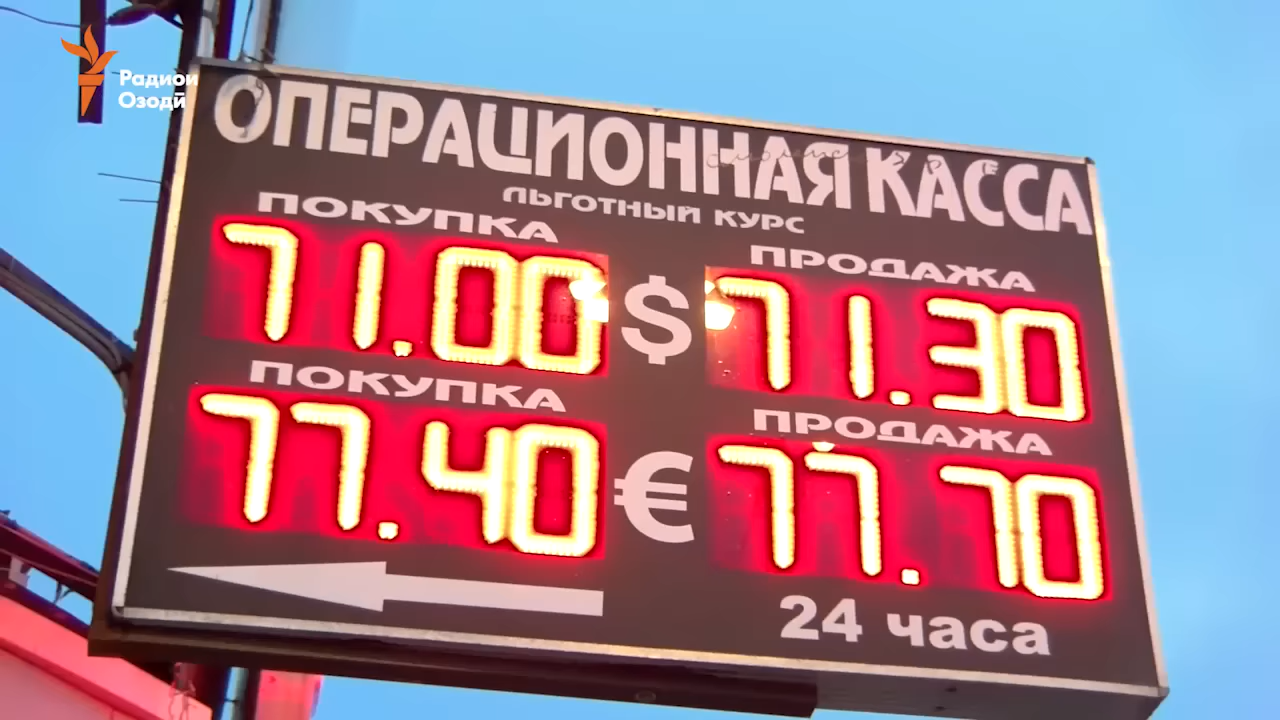 Радиои
Озодӣ
ОПЕРАЦИОННАЯ КАССА
ЛЬГОТНЫЙ КУРС
ПОКУПКА ПРОДАЖА
71.00 $ 71.30
ПОКУПКА ПРОДАЖА
77.40 € 77.70
24 часа